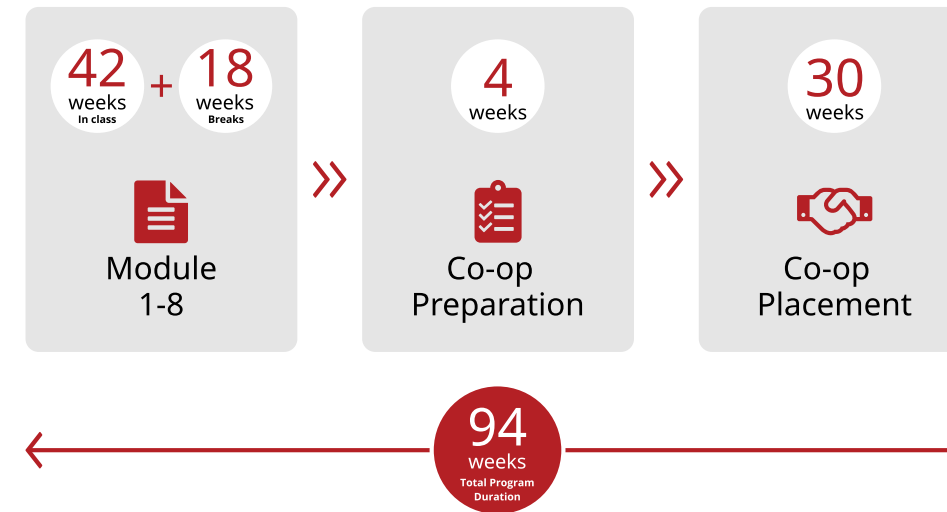 42
weeks
In class
+
18
weeks
Breaks
Module
1-8
4
weeks
Co-op
Preparation
30
weeks
Co-op
Placement
94
weeks
Total Program
Duration